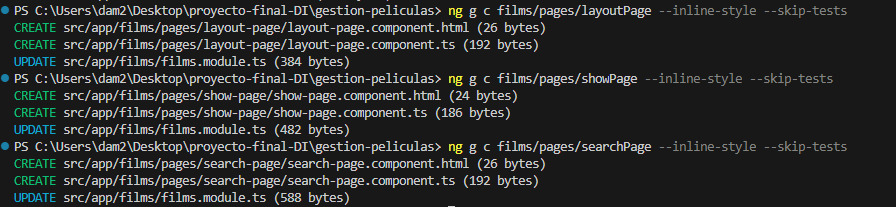 PS C:\Users\dam2\Desktop\proyecto-final-DI\gestion-peliculas> ng g c films/pages/layoutPage --inline-style --skip-tests
CREATE src/app/films/pages/layout-page/layout-page.component.html (26 bytes)
CREATE src/app/films/pages/layout-page/layout-page.component.ts (192 bytes)
UPDATE src/app/films/films.module.ts (384 bytes)
PS C:\Users\dam2\Desktop\proyecto-final-DI\gestion-peliculas> ng g c films/pages/showPage --inline-style --skip-tests
CREATE src/app/films/pages/show-page/show-page.component.html (24 bytes)
CREATE src/app/films/pages/show-page/show-page.component.ts (186 bytes)
UPDATE src/app/films/films.module.ts (482 bytes)
PS C:\Users\dam2\Desktop\proyecto-final-DI\gestion-peliculas> ng g c films/pages/searchPage --inline-style --skip-tests
CREATE src/app/films/pages/search-page/search-page.component.html (26 bytes)
CREATE src/app/films/pages/search-page/search-page.component.ts (192 bytes)
UPDATE src/app/films/films.module.ts (588 bytes)